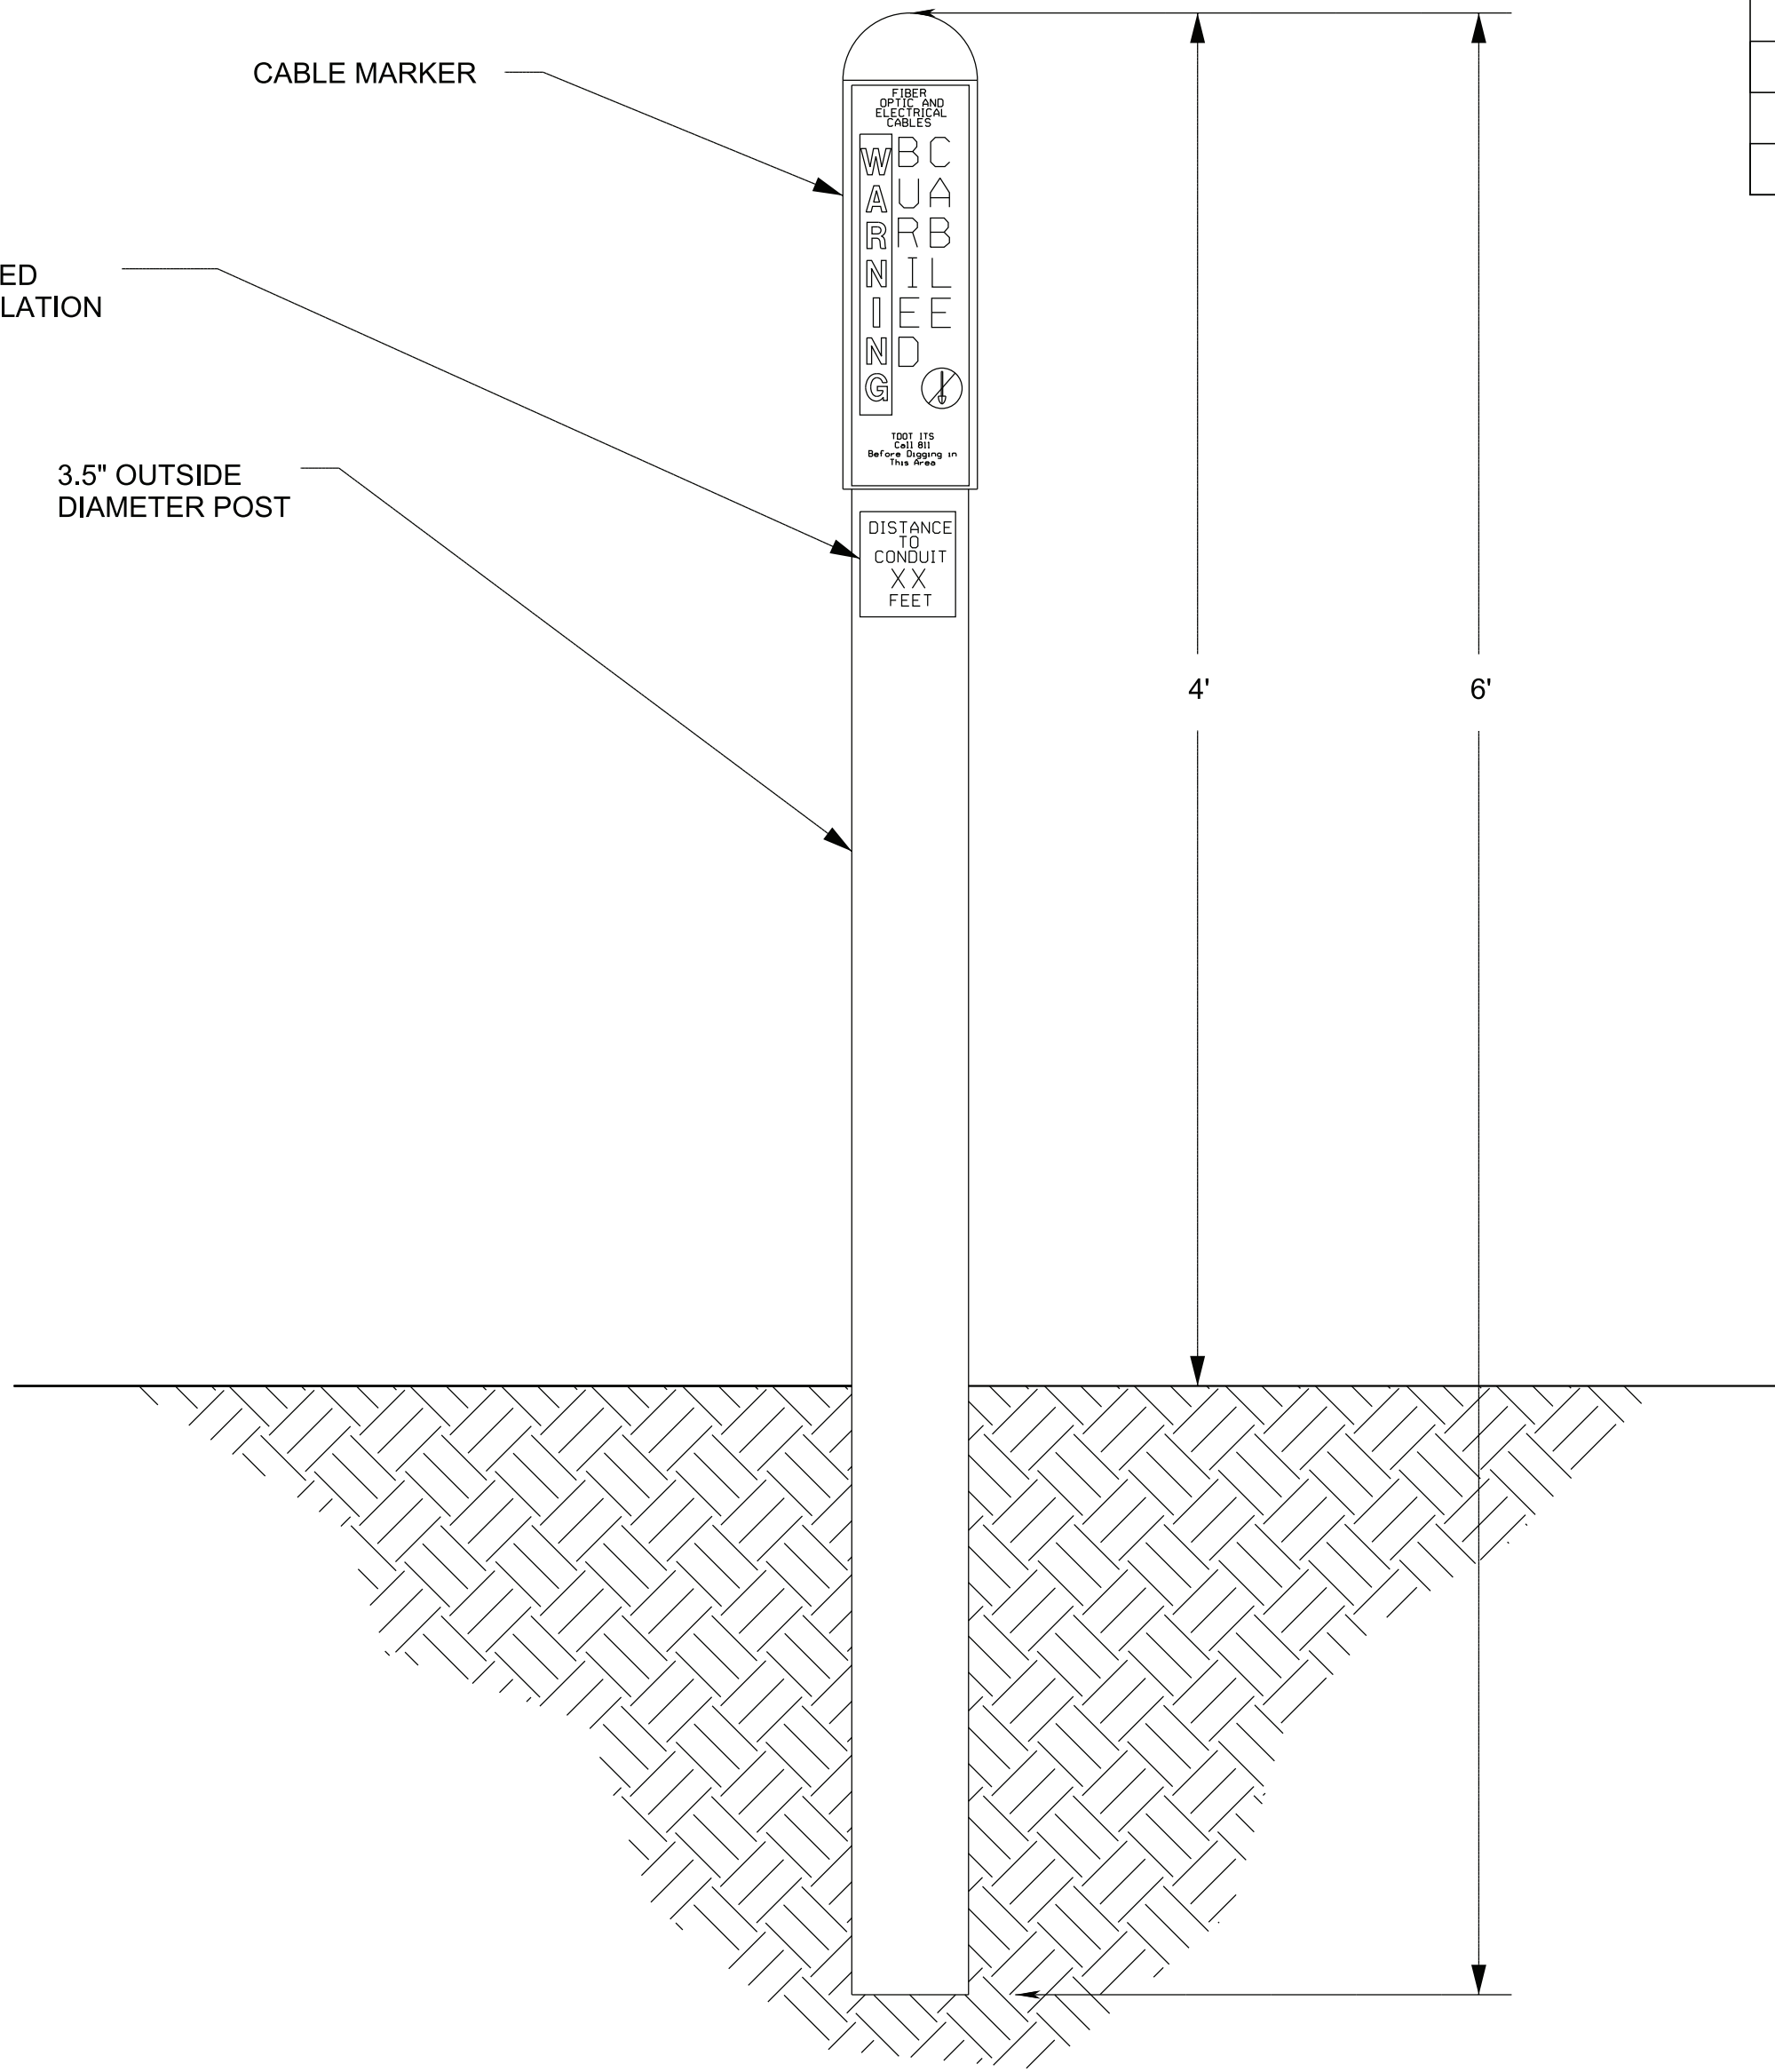 CABLE MARKER
FIBER
OPTIC AND
ELECTRICAL
CABLES
WARNING
BURIED
CABLE
TDOT ITS
Call 811
Before Digging in
This Area
ED
LATION
3.5" OUTSIDE
DIAMETER POST
DISTANCE
TO
CONDUIT
XX
FEET
4'
6'